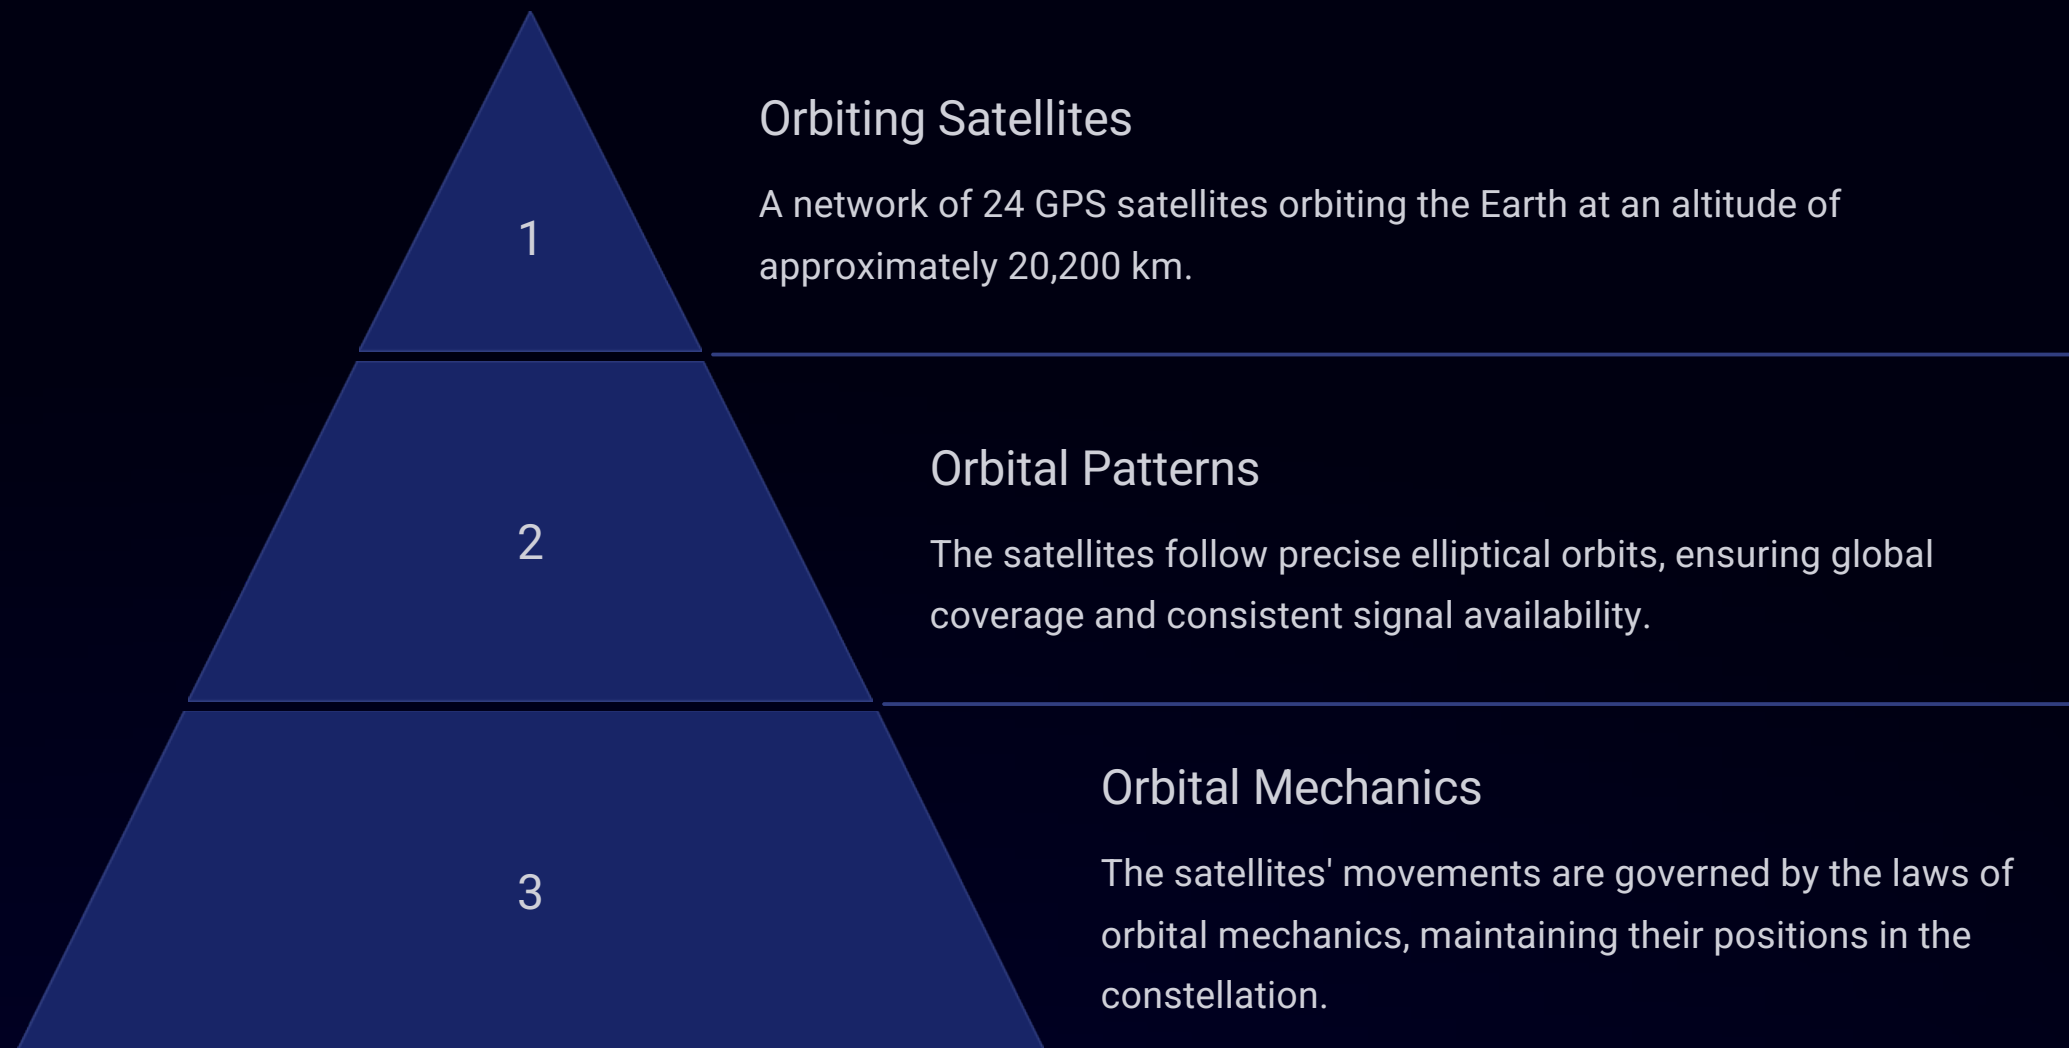 1
Orbiting Satellites
A network of 24 GPS satellites orbiting the Earth at an altitude of
approximately 20,200 km.
2
Orbital Patterns
The satellites follow precise elliptical orbits, ensuring global
coverage and consistent signal availability.
3
Orbital Mechanics
The satellites' movements are governed by the laws of
orbital mechanics, maintaining their positions in the
constellation.